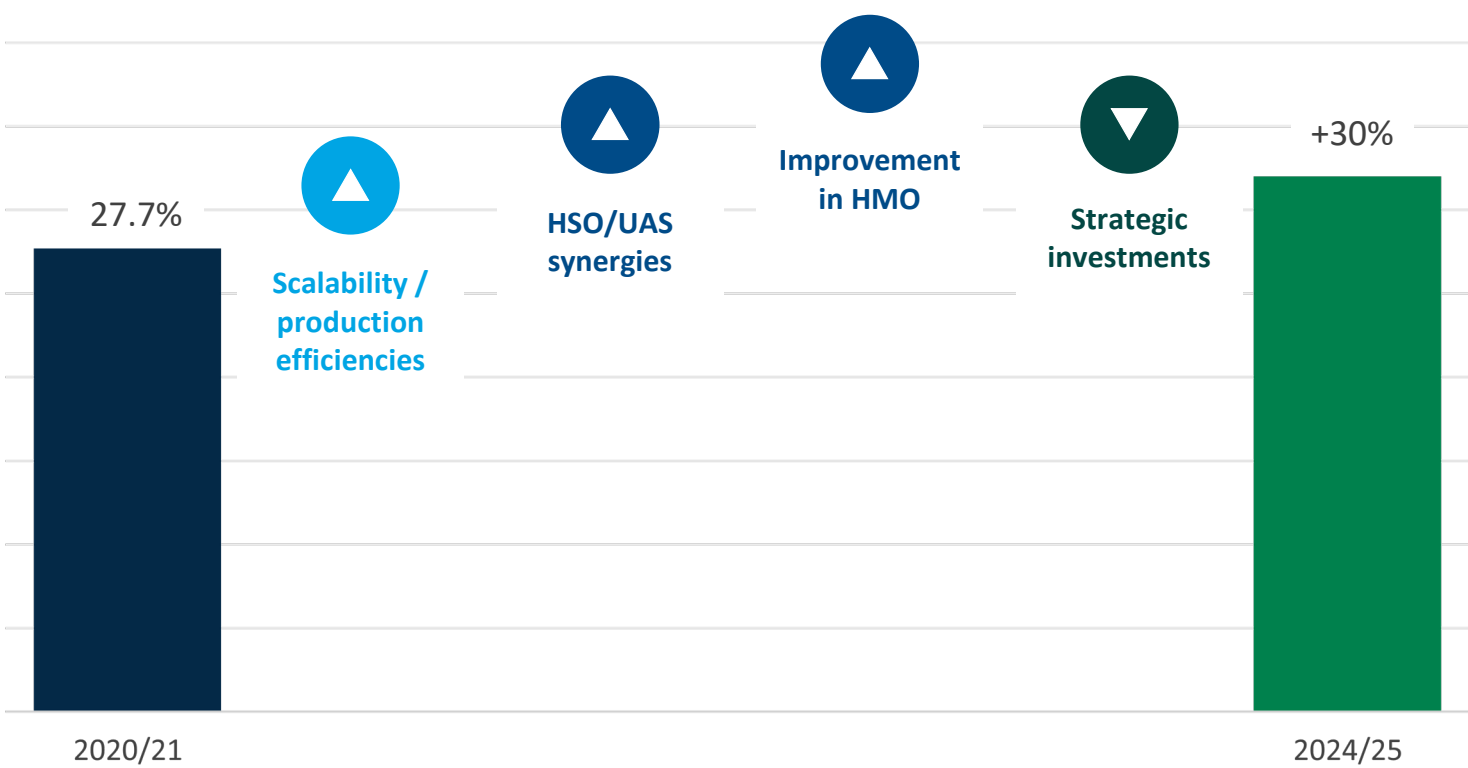 27.7%
Scalability /
production
efficiencies
HSO/UAS
synergies
Improvement
in HMO
Strategic
investments
+30%
2020/21
2024/25